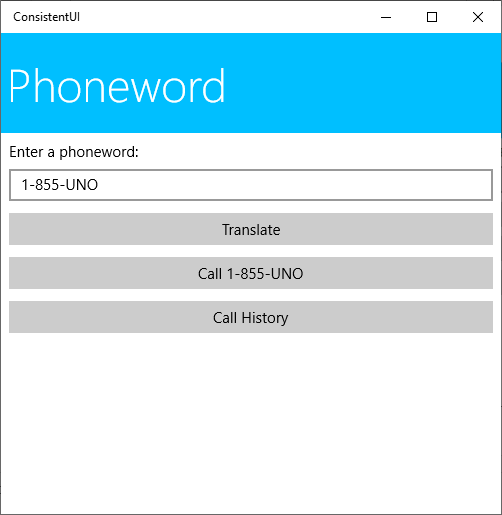 ConsistentUI
Phoneword
Enter a phoneword:
1-855-UNO
Translate
Call 1-855-UNO
Call History